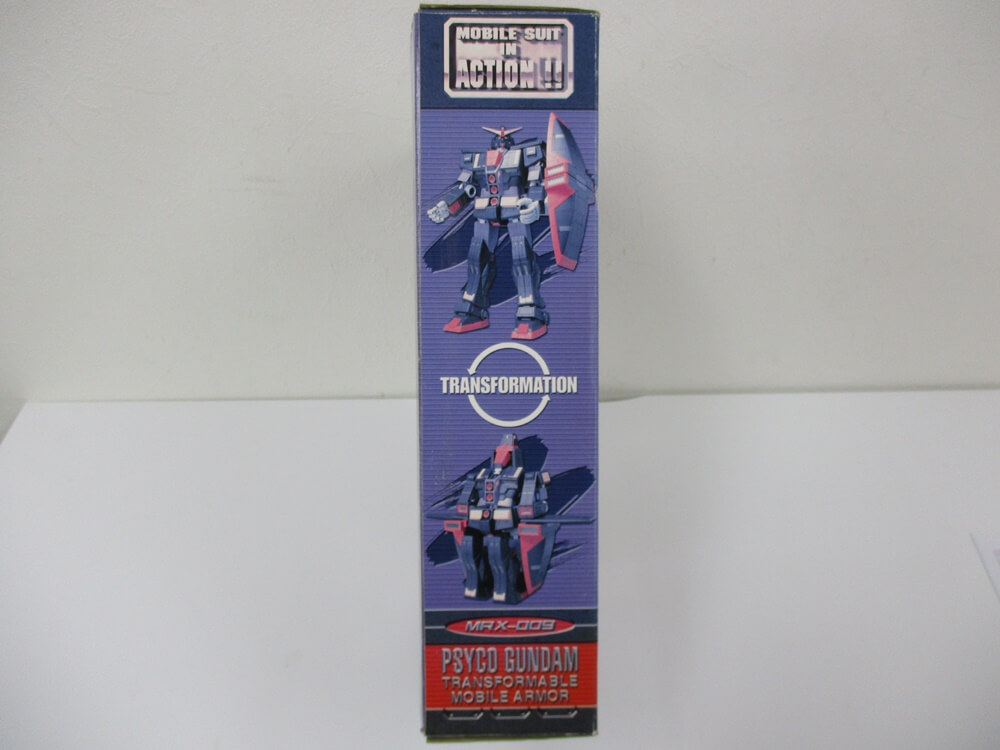 MOBILE SUIT
IN
ACTION !!
TRANSFORMATION
MRX-009
PSYCO GUNDAM
TRANSFORMABLE
MOBILE ARMOR